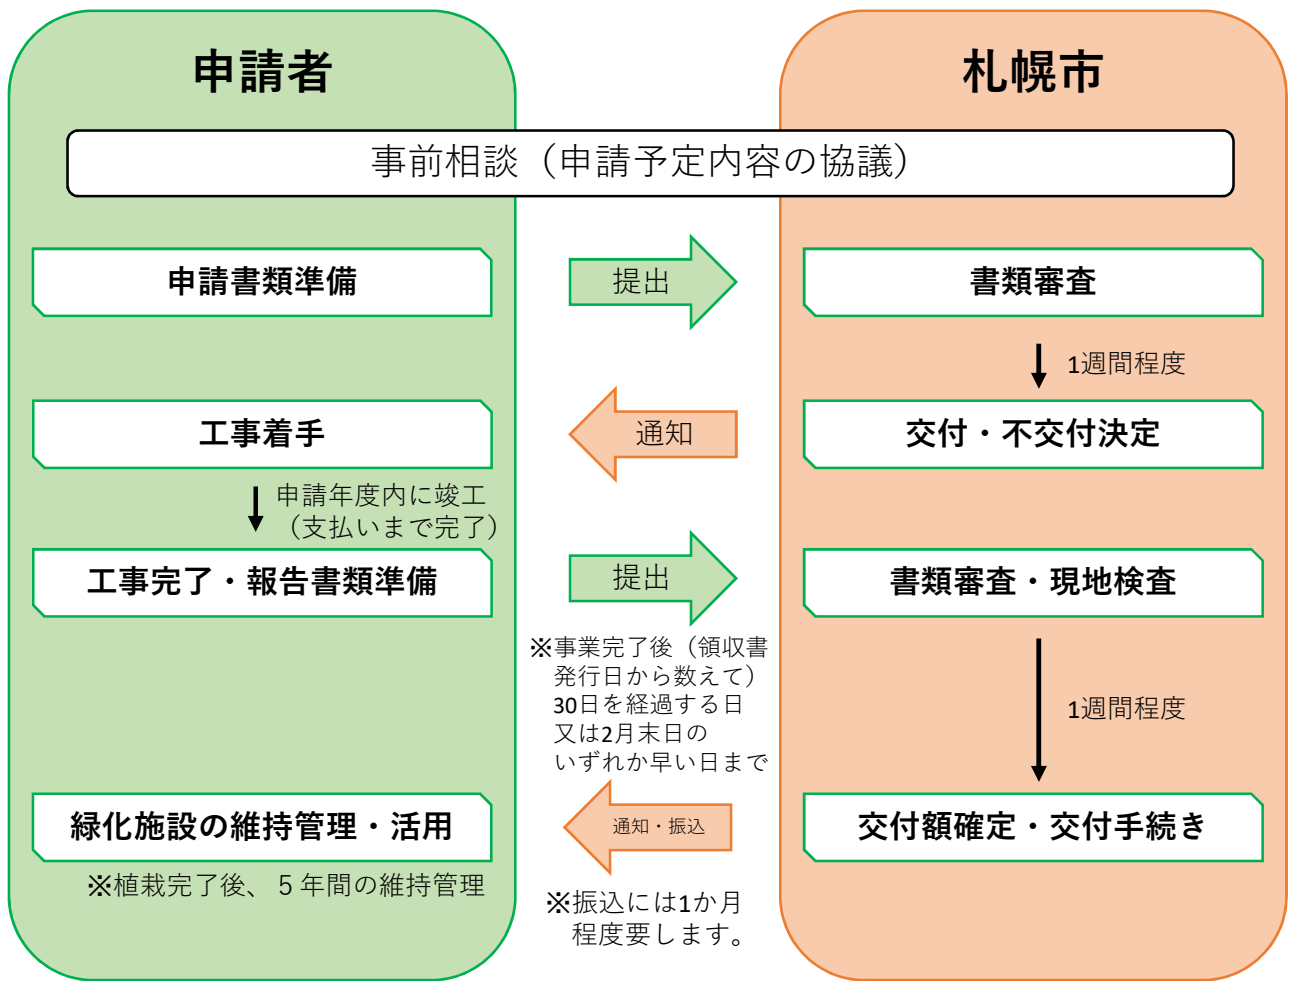 申請者
札幌市
事前相談（申請予定内容の協議）
申請書類準備
提出
書類審査
1週間程度
工事着手
通知
交付・不交付決定
申請年度内に竣工
（支払いまで完了）
工事完了・報告書類準備
提出
書類審査・現地検査
※事業完了後（領収書
発行日から数えて）
30日を経過する日
又は2月末日の
いずれか早い日まで
1週間程度
緑化施設の維持管理・活用
通知・振込
交付額確定・交付手続き
※植栽完了後、５年間の維持管理
※振込には1か月
程度要します。